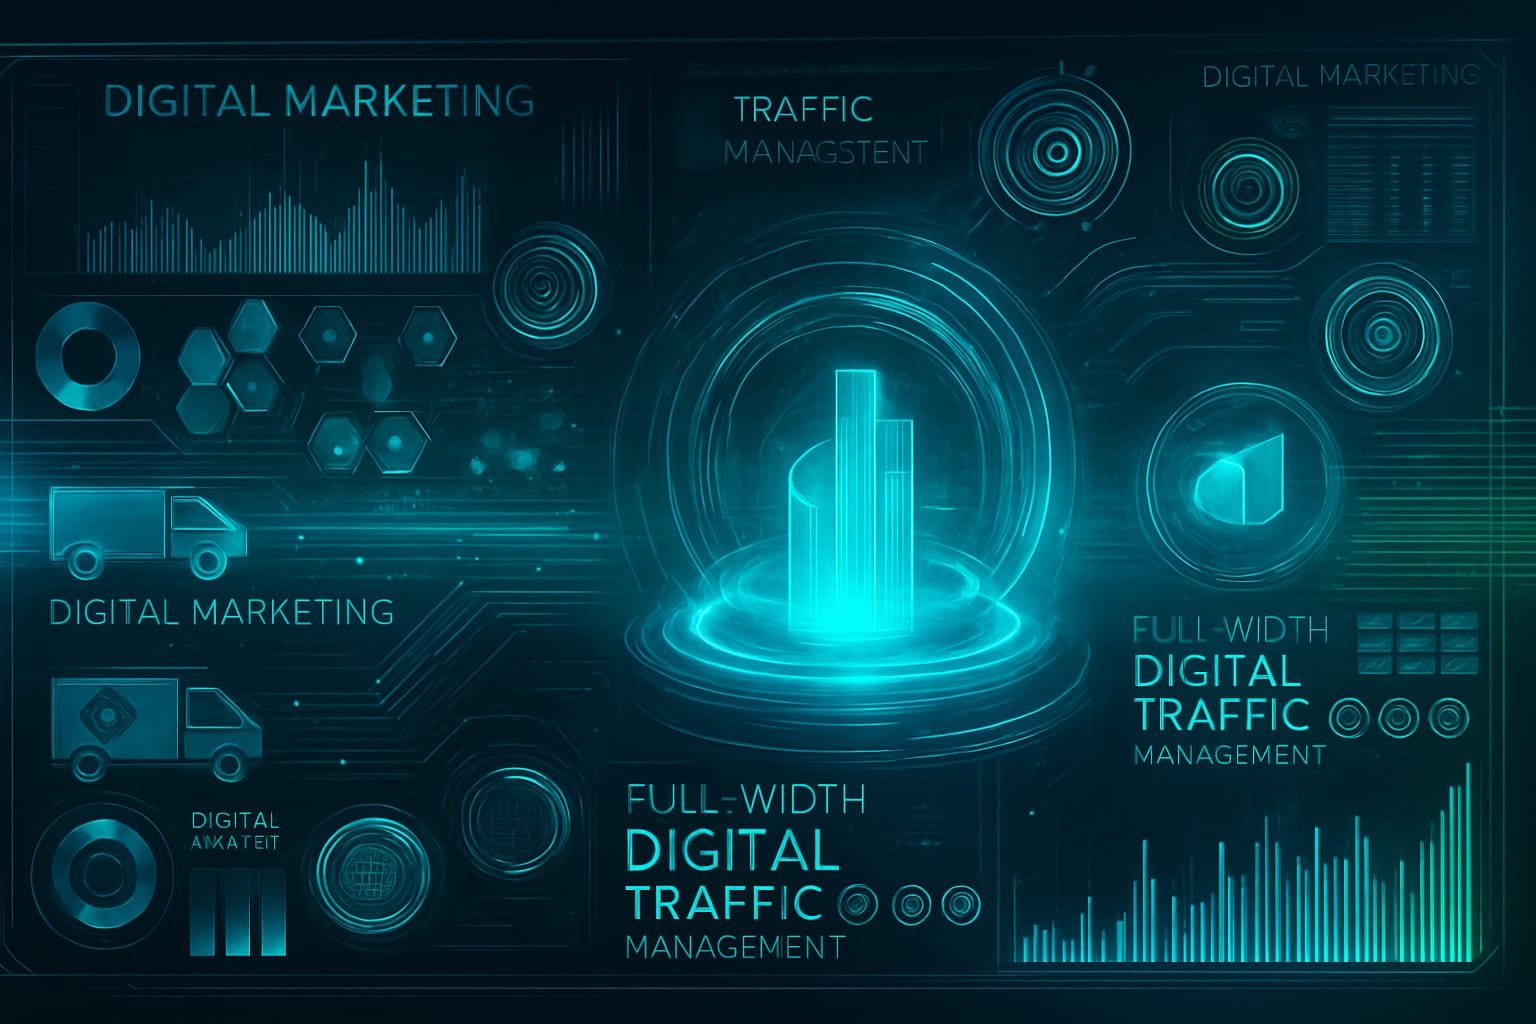 DIGITAL MARKETING
TRAFFIC
MANAGSTENT
DIGITAL MARKETING
DIGITAL MARKETING
DIGITAL
FULL-WIDTH
DIGITAL
TRAFFIC
MANAGEMENT
FULL-WIDTH
DIGITAL
TRAFFIC
MANAGEMENT